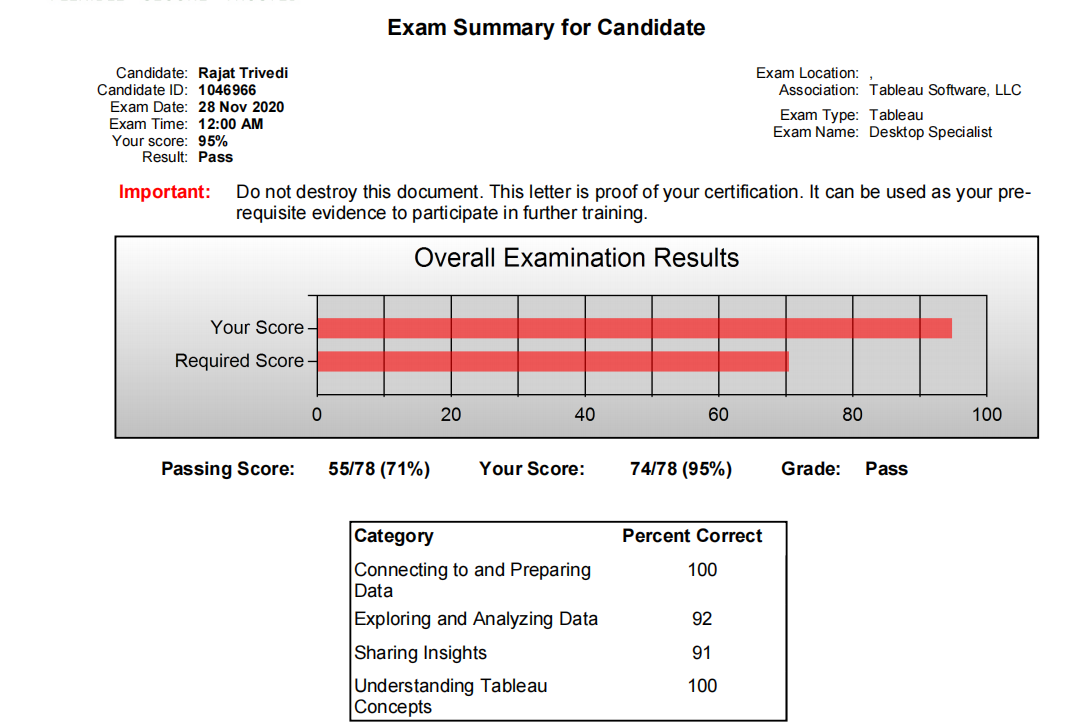 Exam Summary for Candidate
Candidate: Rajat Trivedi
Candidate ID: 1046966
Exam Date: 28 Nov 2020
Exam Time: 12:00 AM
Your score: 95%
Result: Pass
Exam Location: ,
Association: Tableau Software, LLC
Exam Type: Tableau
Exam Name: Desktop Specialist
Important: Do not destroy this document. This letter is proof of your certification. It can be used as your pre-
requisite evidence to participate in further training.
Overall Examination Results
Your Score
Required Score
0 20 40 60 80 100
Passing Score: 55/78 (71%) Your Score: 74/78 (95%) Grade: Pass
Category Percent Correct
Connecting to and Preparing 100
Data
Exploring and Analyzing Data 92
Sharing Insights 91
Understanding Tableau 100
Concepts